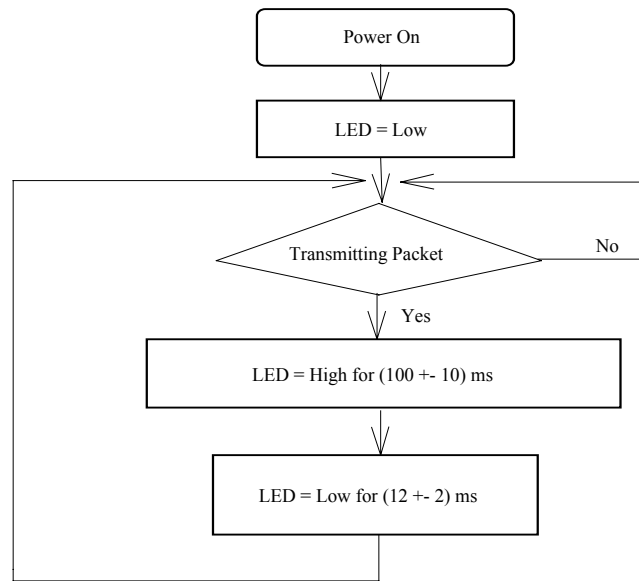 Power On
LED = Low
Transmitting Packet
No
Yes
LED = High for (100 +- 10) ms
LED = Low for (12 +- 2) ms